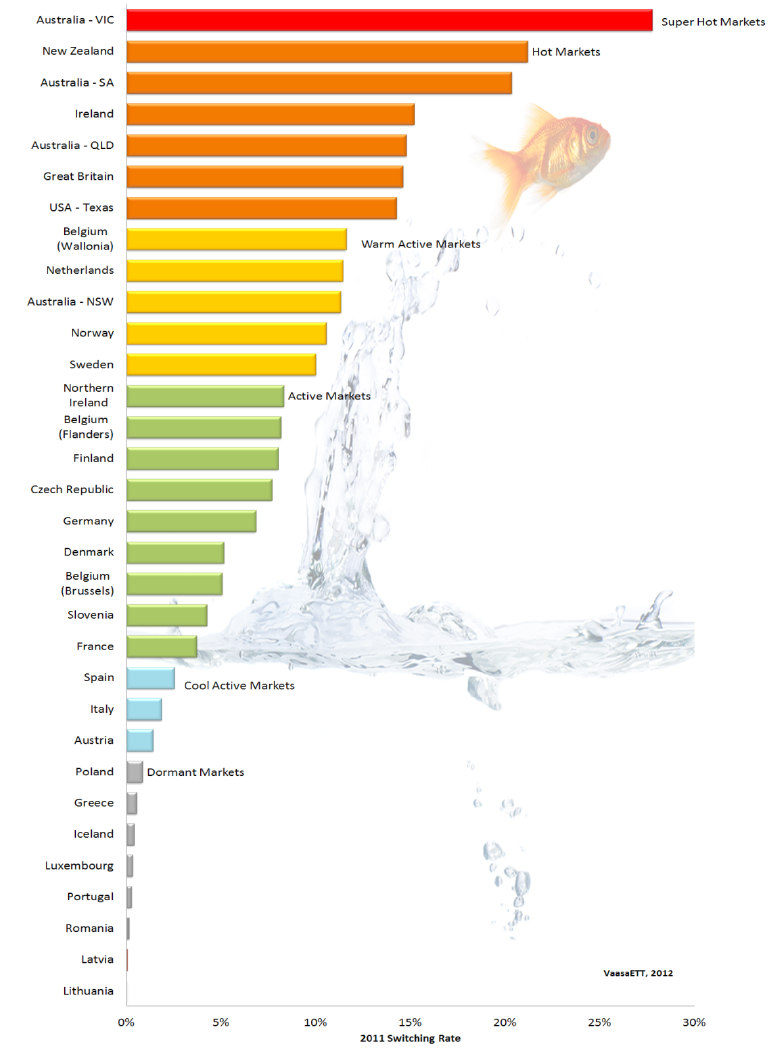 Australia - VIC
Super Hot Markets
New Zealand
Hot Markets
Australia - SA
Ireland
Australia - QLD
Great Britain
USA - Texas
Belgium
(Wallonia)
Warm Active Markets
Netherlands
Australia - NSW
Norway
Sweden
Northern
Ireland
Active Markets
Belgium
(Flanders)
Finland
Czech Republic
Germany
Denmark
Belgium
(Brussels)
Slovenia
France
Spain
Cool Active Markets
Italy
Austria
Poland
Dormant Markets
Greece
Iceland
Luxembourg
Portugal
Romania
Latvia
VaasaETT, 2012
Lithuania
0% 5% 10% 15% 20% 25% 30%
2011 Switching Rate